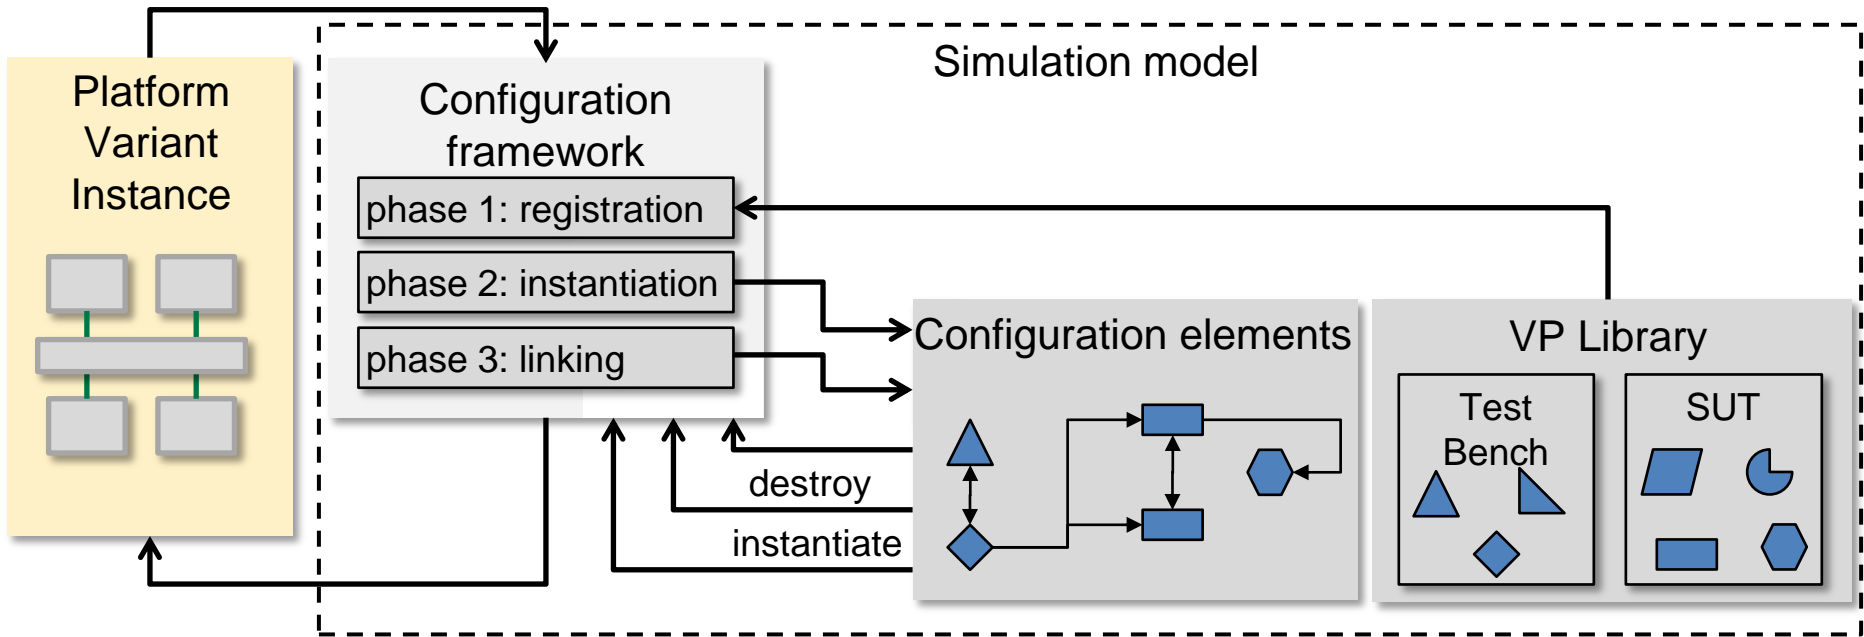 Simulation model
Platform
Variant
Instance
Configuration
framework
phase 1: registration
phase 2: instantiation
phase 3: linking
Configuration elements
destroy
instantiate
VP Library
Test
Bench
SUT